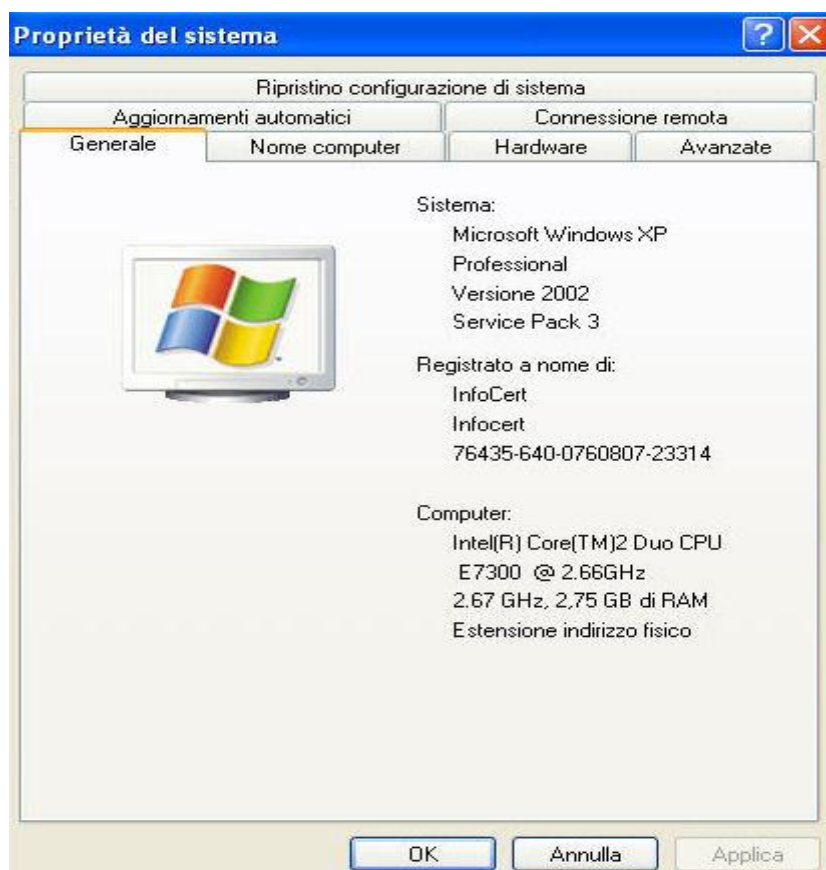 Proprietà del sistema
Ripristino configurazione di sistema
Aggiornamenti automatici
Connessione remota
Generale
Nome computer
Hardware
Avanzate
Sistema:
Microsoft Windows XP
Professional
Versione 2002
Service Pack 3
Registrato a nome di:
InfoCert
Infocert
76435-640-0760807-23314
Computer:
Intel(R) Core(TM)2 Duo CPU
E7300 @ 2.66GHz
2.67 GHz, 2,75 GB di RAM
Estensione indirizzo fisico
OK
Annulla
Applica